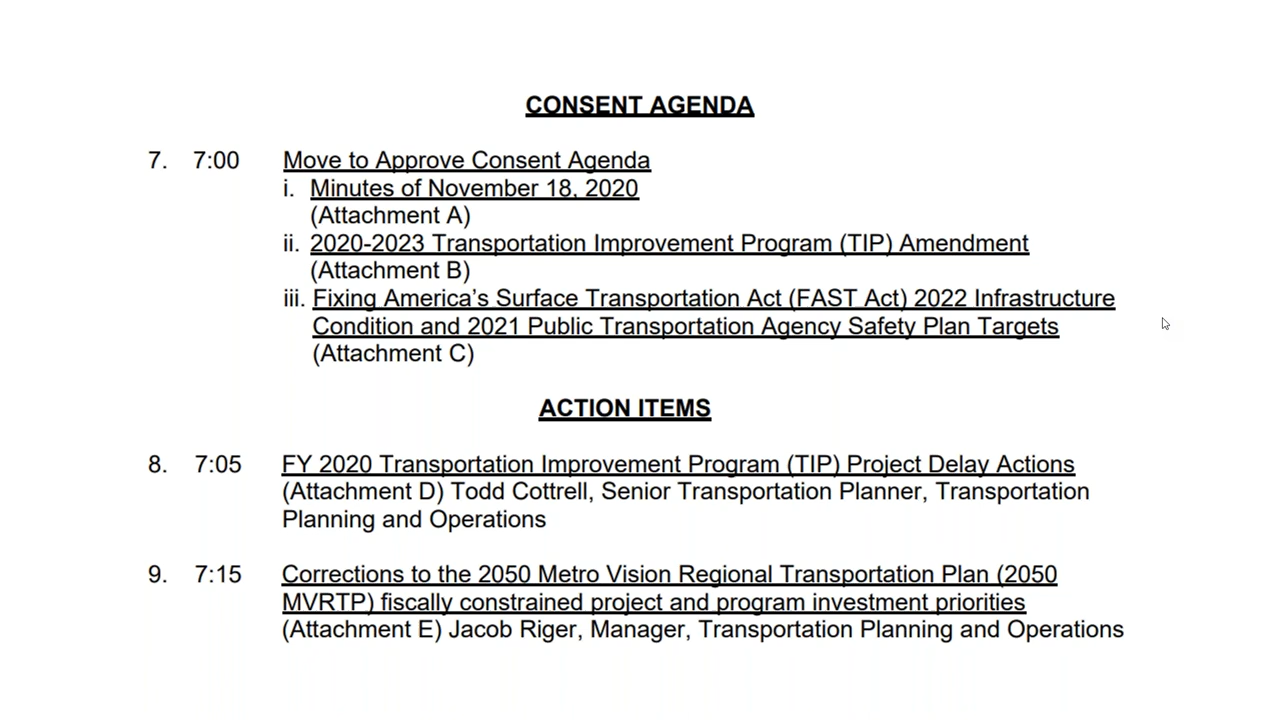 CONSENT AGENDA
7. 7:00 Move to Approve Consent Agenda
i. Minutes of November 18, 2020
(Attachment A)
ii. 2020-2023 Transportation Improvement Program (TIP) Amendment
(Attachment B)
iii. Fixing America’s Surface Transportation Act (FAST Act) 2022 Infrastructure
Condition and 2021 Public Transportation Agency Safety Plan Targets
(Attachment C)
ACTION ITEMS
8. 7:05 FY 2020 Transportation Improvement Program (TIP) Project Delay Actions
(Attachment D) Todd Cottrell, Senior Transportation Planner, Transportation
Planning and Operations
9. 7:15 Corrections to the 2050 Metro Vision Regional Transportation Plan (2050
MVRTP) fiscally constrained project and program investment priorities
(Attachment E) Jacob Riger, Manager, Transportation Planning and Operations